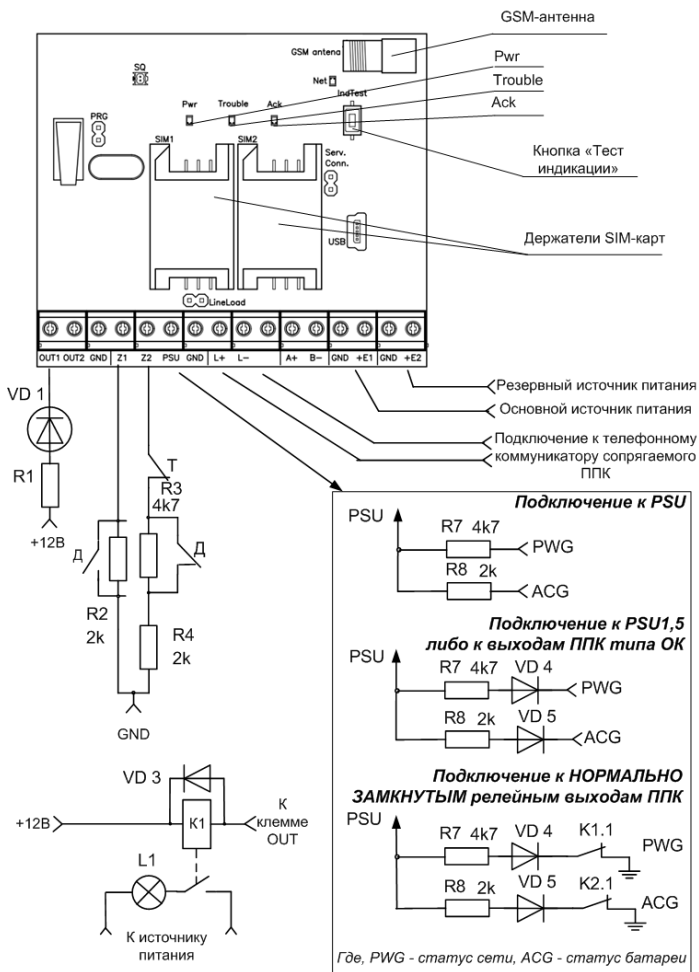 GSM-антенна
GSM antena
Pwr
SQ
Net
Trouble
IndTest
Ack
Pwr Trouble Ack
PRG
SIM1 SIM2
Serv.
Conn.
Кнопка «Тест
индикации»
USB
Держатели SIM-карт
LineLoad
OUT1 OUT2 GND Z1 Z2 PSU GND L+ L- A+ B- GND +E1 GND +E2
Резервный источник питания
Основной источник питания
Подключение к телефонному
коммуникатору сопрягаемого
ППК
VD 1
R1
+12В
Т
R3
4k7
Д
Д
R2
2k
R4
2k
GND
VD 3
+12В
К1
К
клемме
OUT
L1
К источнику
питания
Подключение к PSU
PSU
R7 4k7
PWG
R8 2k
ACG
Подключение к PSU1,5
либо к выходам ППК типа ОК
PSU
R7 4k7 VD 4
PWG
R8 2k VD 5
ACG
Подключение к НОРМАЛЬНО
ЗАМКНУТЫМ релейным выходам ППК
PSU
R7 4k7 VD 4 K1.1
PWG
R8 2k VD 5 K2.1
ACG
Где, PWG - статус сети, ACG - статус батареи